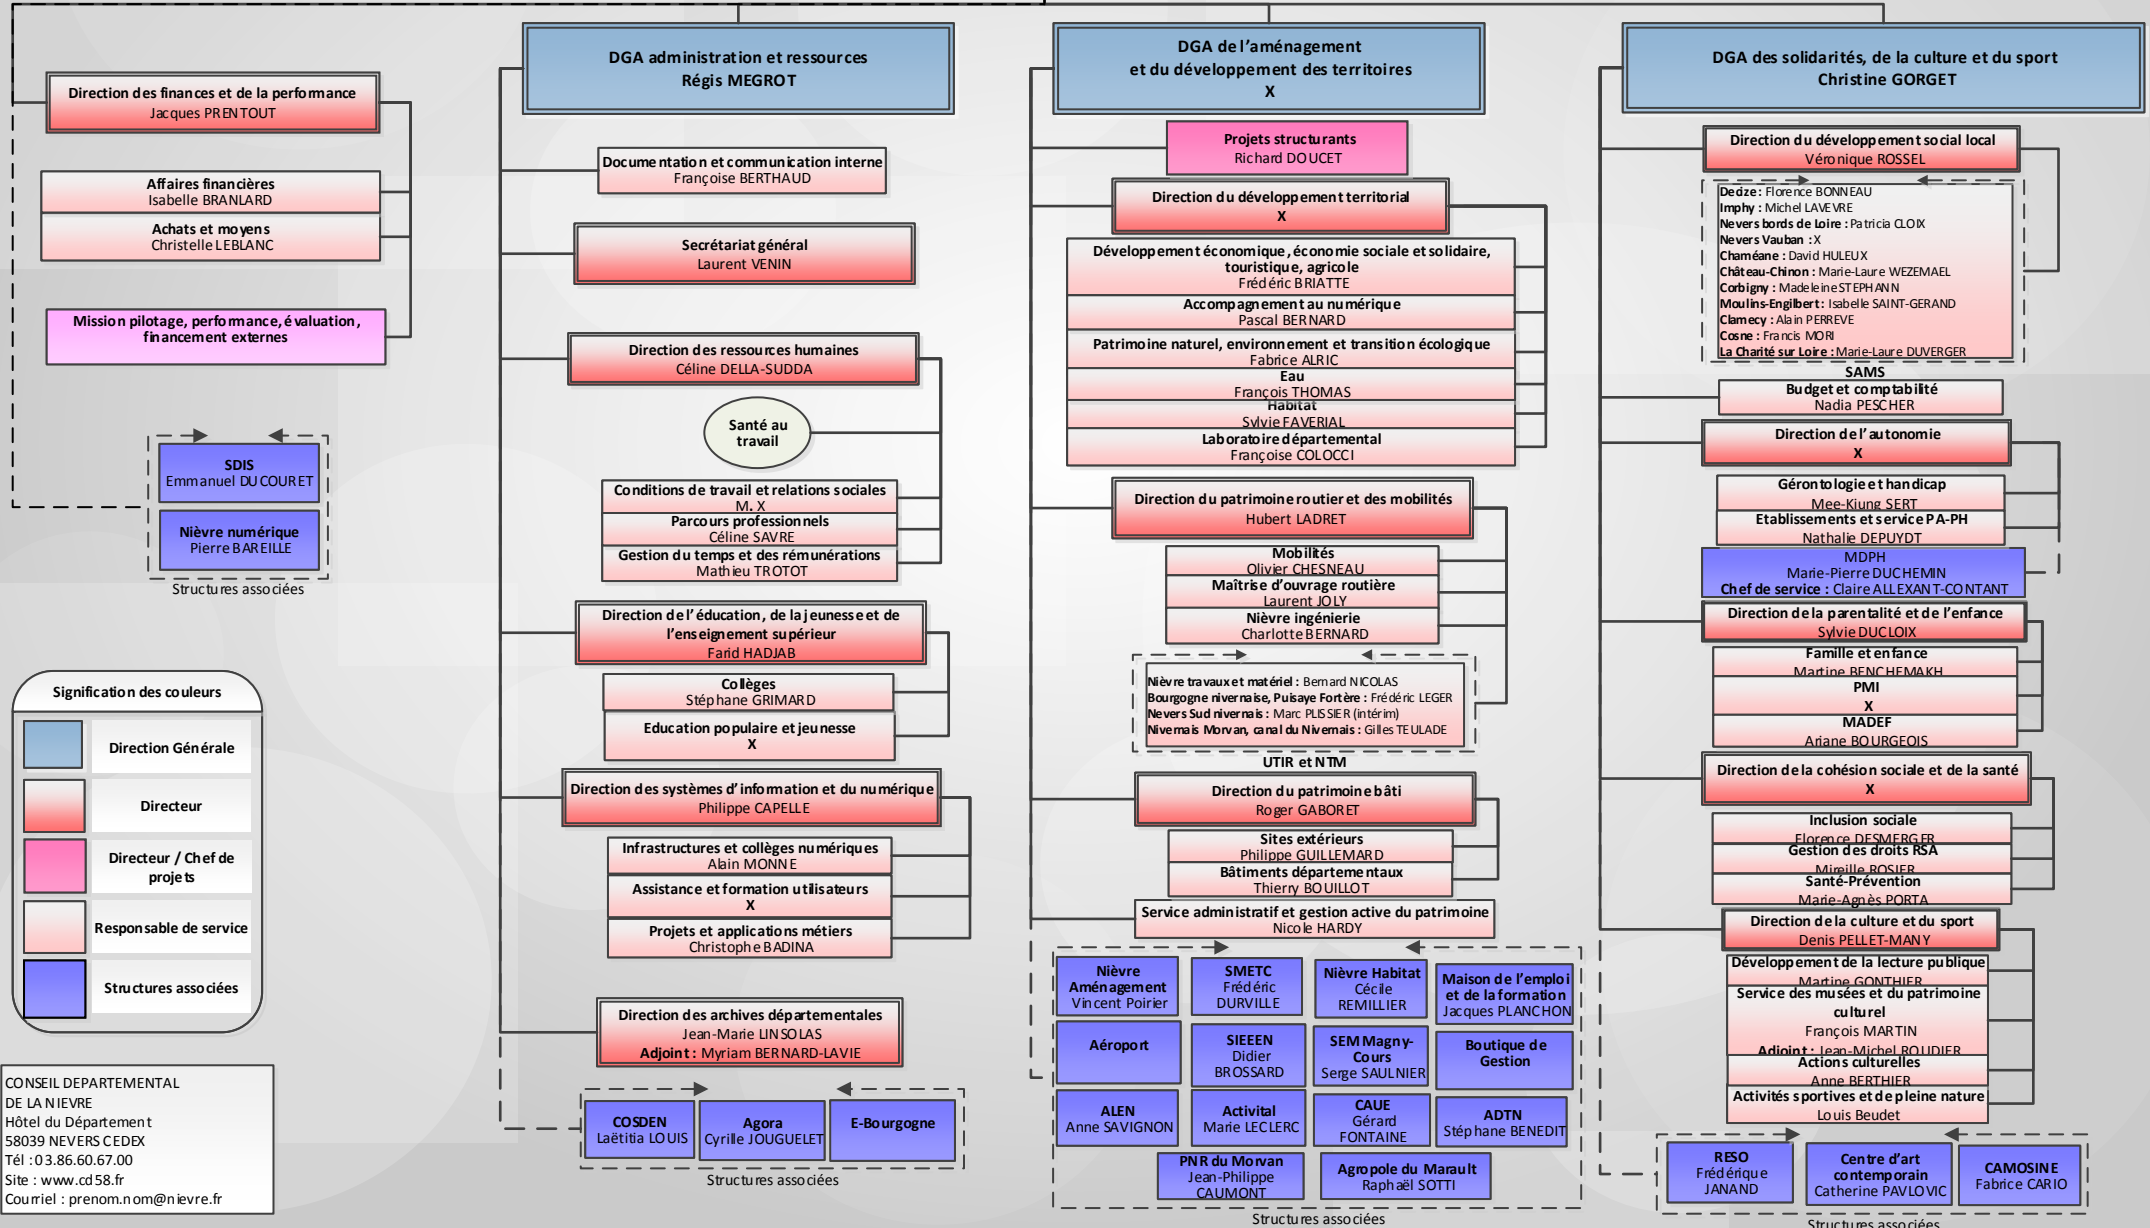 Direction des finances et de la performance
Jacques PRENTOUT
Affaires financières
Isabelle BRANLARD
Achats et moyens
Christelle LEBLANC
Mission pilotage, performance, évaluation,
financement externes
SDIS
Emmanuel DUCOURET
Nièvre numérique
Pierre BAREILLE
Structures associées
Signification des couleurs
Direction Générale
Directeur
Directeur / Chef de
projets
Responsable de service
Structures associées
CONSEIL DEPARTEMENTAL
DE LA NIEVRE
Hôtel du Département
58039 NEVERS CEDEX
Tél : 03.86.60.67.00
Site : www.cd58.fr
Courriel : prenom.nom@nievre.fr
DGA administration et ressources
Régis MEGROT
Documentation et communication interne
Françoise BERTHAUD
Secrétariat général
Laurent VENIN
Direction des ressources humaines
Céline DELLA-SUDDA
Santé au
travail
Conditions de travail et relations sociales
M. X
Parcours professionnels
Céline SAVRE
Gestion du temps et des rémunérations
Mathieu TROTOT
Direction de l'éducation, de la jeunesse et de
l'enseignement supérieur
Farid HADJAB
Collèges
Stéphane GRIMARD
Education populaire et jeunesse
X
Direction des systèmes d'information et du numérique
Philippe CAPELLE
Infrastructures et collèges numériques
Alain MONNE
Assistance et formation utilisateurs
X
Projets et applications métiers
Christophe BADINA
Direction des archives départementales
Jean-Marie LINSOLAS
Adjoint : Myriam BERNARD-LAVIE
COSDEN
Laëtitia LOUIS
Agora
Cyrille JOUGUELET
E-Bourgogne
Structures associées
DGA de l'aménagement
et du développement des territoires
X
Projets structurants
Richard DOUCET
Direction du développement territorial
X
Développement économique, économie sociale et solidaire,
touristique, agricole
Frédéric BRIATTE
Accompagnement au numérique
Pascal BERNARD
Patrimoine naturel, environnement et transition écologique
Fabrice ALRIC
Eau
François THOMAS
Habitat
Sylvie FAVERIAL
Laboratoire départemental
Françoise COLOCCI
Direction du patrimoine routier et des mobilités
Hubert LADRET
Mobilités
Olivier CHESNEAU
Maîtrise d'ouvrage routière
Laurent JOLY
Nièvre ingénierie
Charlotte BERNARD
Nièvre travaux et matériel : Bernard NICOLAS
Bourgogne nivernaise, Puisaye Fortère : Frédéric LEGER
Nevers Sud nivernais : Marc PLISSIER (intérim)
Nivernais Morvan, canal du Nivernais : Gilles TEULADE
UTIR et NTM
Direction du patrimoine bâti
Roger GABORET
Sites extérieurs
Philippe GUILLEMARD
Bâtiments départementaux
Thierry BOUILLOT
Service administratif et gestion active du patrimoine
Nicole HARDY
Nièvre
Aménagement
Vincent Poirier
SMETC
Frédéric
DURVILLE
Nièvre Habitat
Cécile
REMILLIER
Maison de l'emploi
et de la formation
Jacques PLANCHON
Aéroport
SIEEEN
Didier
BROSSARD
SEM Magny-
Cours
Serge SAULNIER
Boutique de
Gestion
ALEN
Anne SAVIGNON
Activital
Marie LECLERC
CAUE
Gérard
FONTAINE
ADTN
Stéphane BENEDIT
PNR du Morvan
Jean-Philippe
CAUMONT
Agropole du Marault
Raphaël SOTTI
Structures associées
DGA des solidarités, de la culture et du sport
Christine GORGET
Direction du développement social local
Véronique ROSSEL
Decize : Florence BONNEAU
Imphy : Michel LAVEVRE
Nevers bords de Loire : Patricia CLOIX
Nevers Vauban : X
Chaméane : David HULEUX
Château-Chinon : Marie-Laure WEZEMAEL
Corbigny : Madeleine STEPHANN
Moulins-Engilbert : Isabelle SAINT-GERAND
Clamecy : Alain PERREVE
Cosne : Francis MORI
La Charité sur Loire : Marie-Laure DUVERGER
SAMS
Budget et comptabilité
Nadia PESCHER
Direction de l'autonomie
X
Gérontologie et handicap
Mee-Kiung SERT
Etablissements et service PA-PH
Nathalie DEPUYDT
MDPH
Marie-Pierre DUCHEMIN
Chef de service : Claire ALLEXANT-CONTANT
Direction de la parentalité et de l'enfance
Sylvie DUCLOIX
Famille et enfance
Martine BENCHEMAKH
PMI
X
MADEF
Ariane BOURGEOIS
Direction de la cohésion sociale et de la santé
X
Inclusion sociale
Florence DESMERGER
Gestion des droits RSA
Mireille ROSIER
Santé-Prévention
Marie-Agnès PORTA
Direction de la culture et du sport
Denis PELLET-MANY
Développement de la lecture publique
Martine GONTHIER
Service des musées et du patrimoine
culturel
François MARTIN
Adjoint : Jean-Michel ROUDIER
Actions culturelles
Anne BERTHIER
Activités sportives et de pleine nature
Louis Beudet
RESO
Frédérique
JANAND
Centre d'art
contemporain
Catherine PAVLOVIC
CAMOSINE
Fabrice CARIO
Structures associées